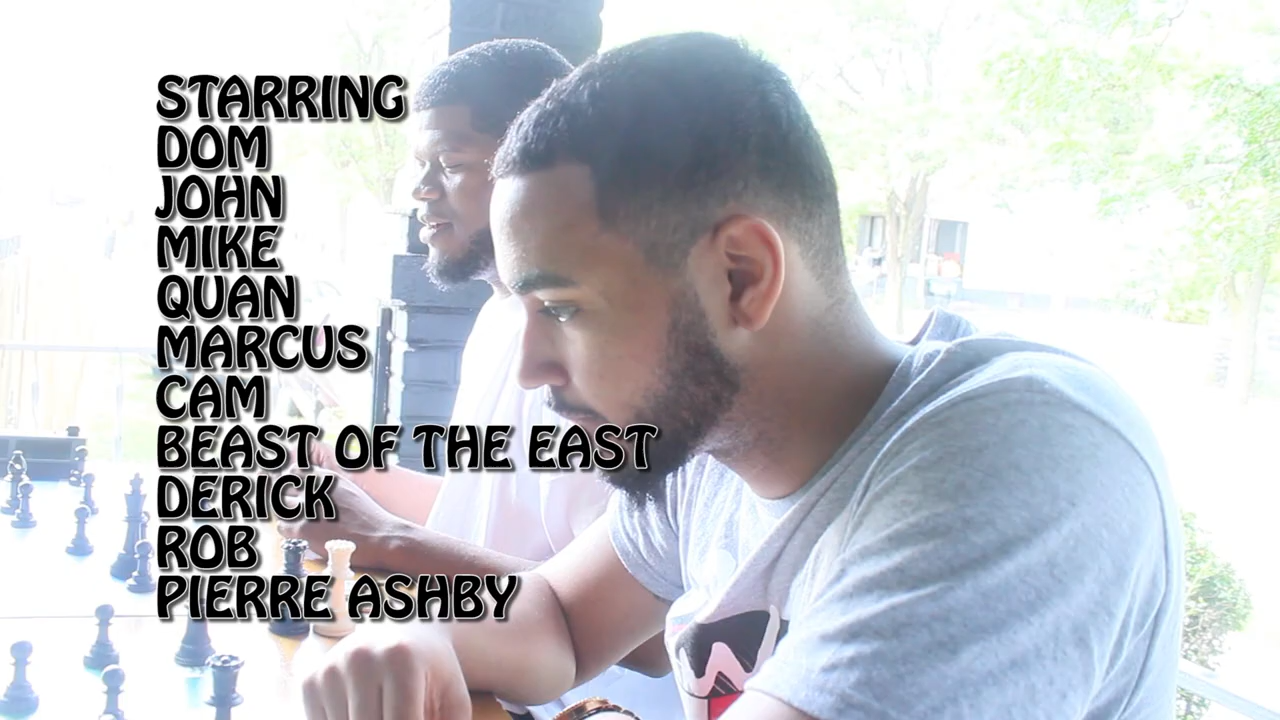 STARRING
DOM
JOHN
MIKE
QUAN
MARCUS
CAM
BEAST OF THE EAST
DERICK
ROB
PIERRE ASHBY